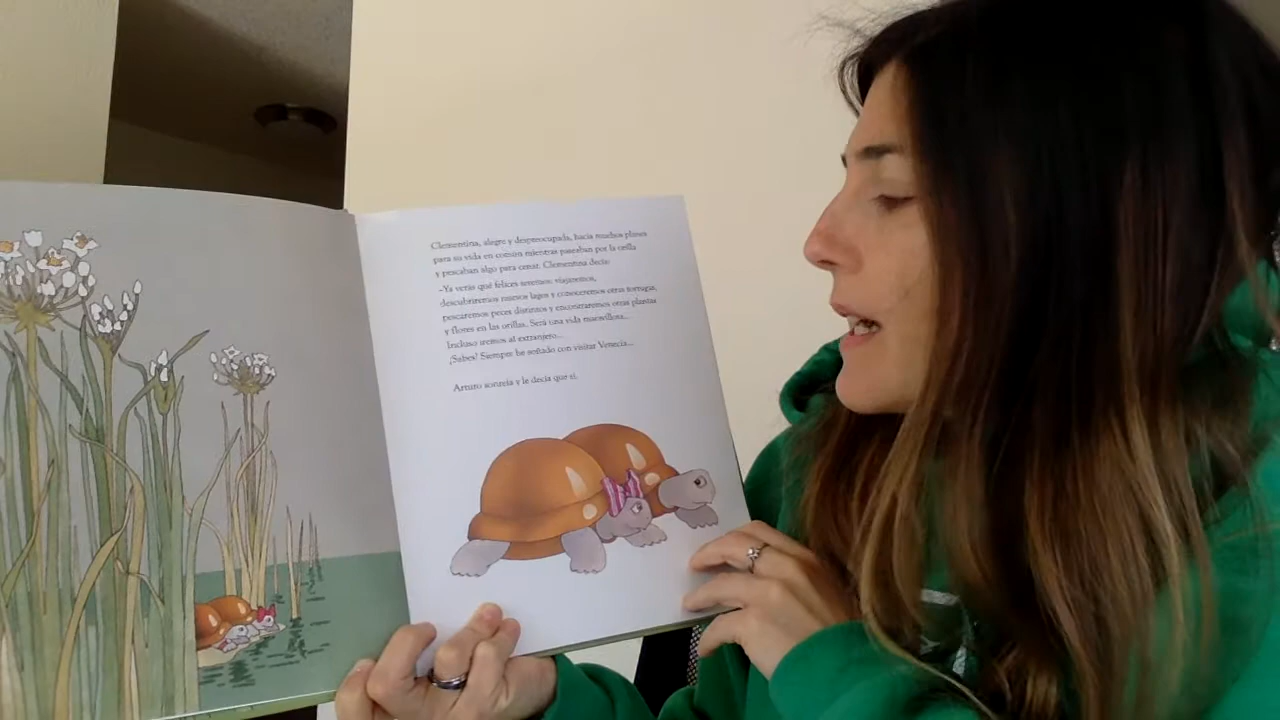 Clementina, alegre y despreocupada, hacía muchos planes
para su vida en común mientras paseaban por la orilla
y pescaban algo para cenar. Clementina decía:
–Ya verás qué felices seremos: viajaremos,
descubriremos nuevos lagos y conoceremos otras tortugas,
pescaremos peces distintos y encontraremos otras plantas
y flores en las orillas. Será una vida maravillosa...
Incluso iremos al extranjero...
¿Sabes? Siempre he soñado con visitar Venecia...
Arturo sonreía y le decía que sí.